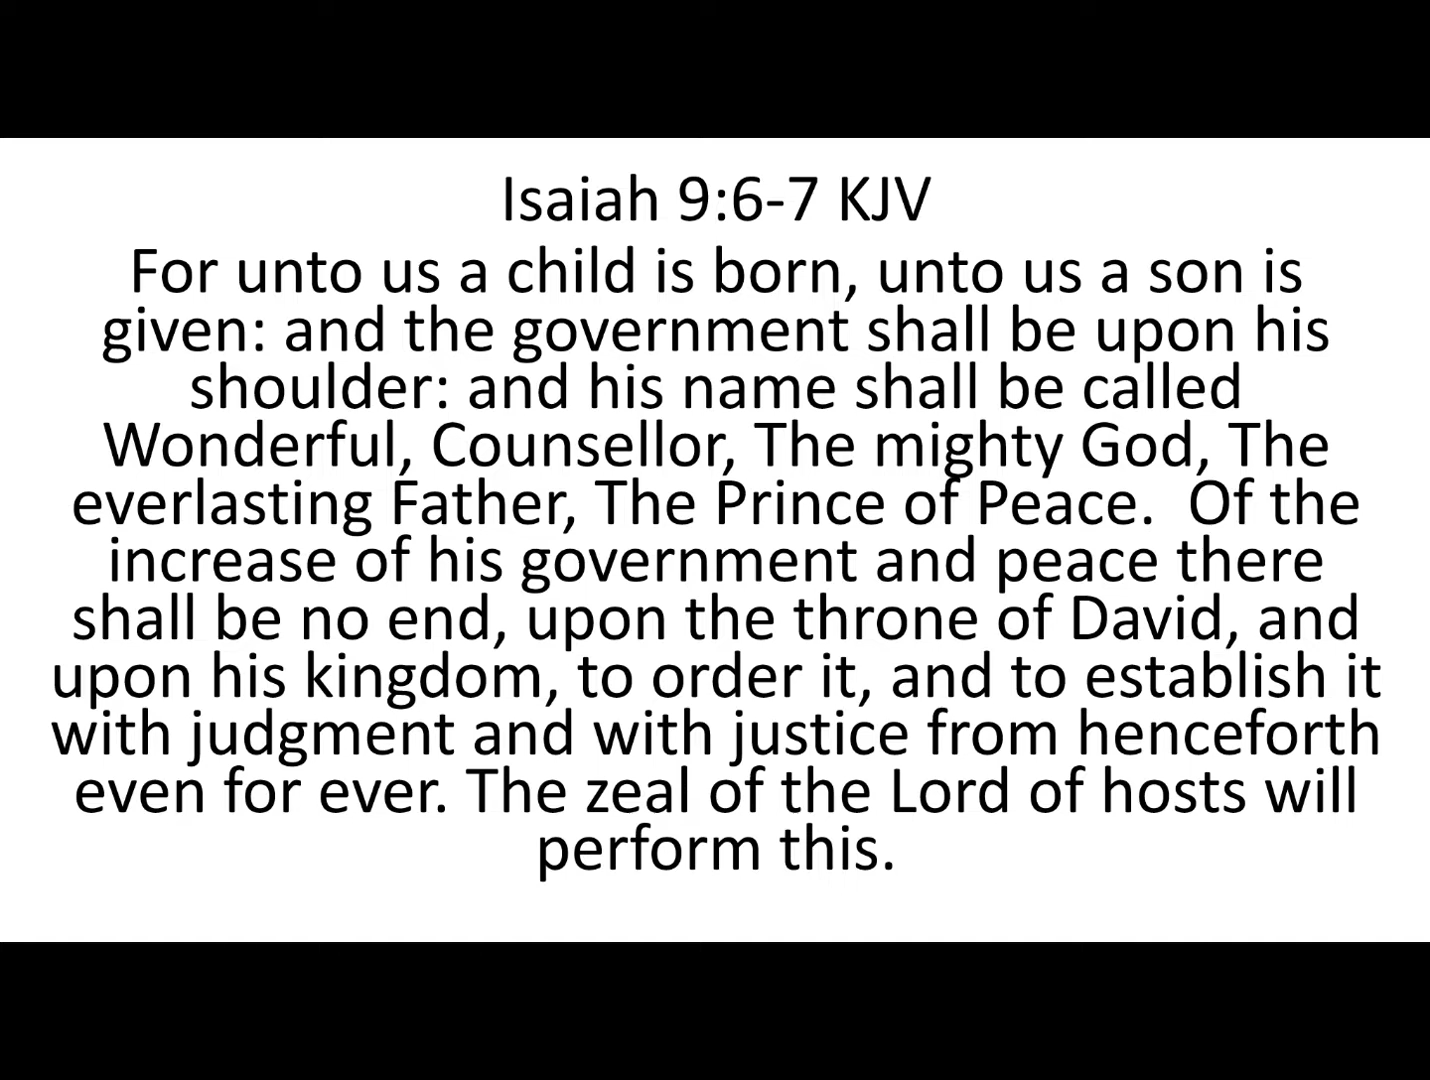 Isaiah 9:6-7 KJV
For unto us a child is born, unto us a son is
given: and the government shall be upon his
shoulder: and his name shall be called
Wonderful, Counsellor, The mighty God, The
everlasting Father, The Prince of Peace.  Of the
increase of his government and peace there
shall be no end, upon the throne of David, and
upon his kingdom, to order it, and to establish it
with judgment and with justice from henceforth
even for ever. The zeal of the Lord of hosts will
perform this.